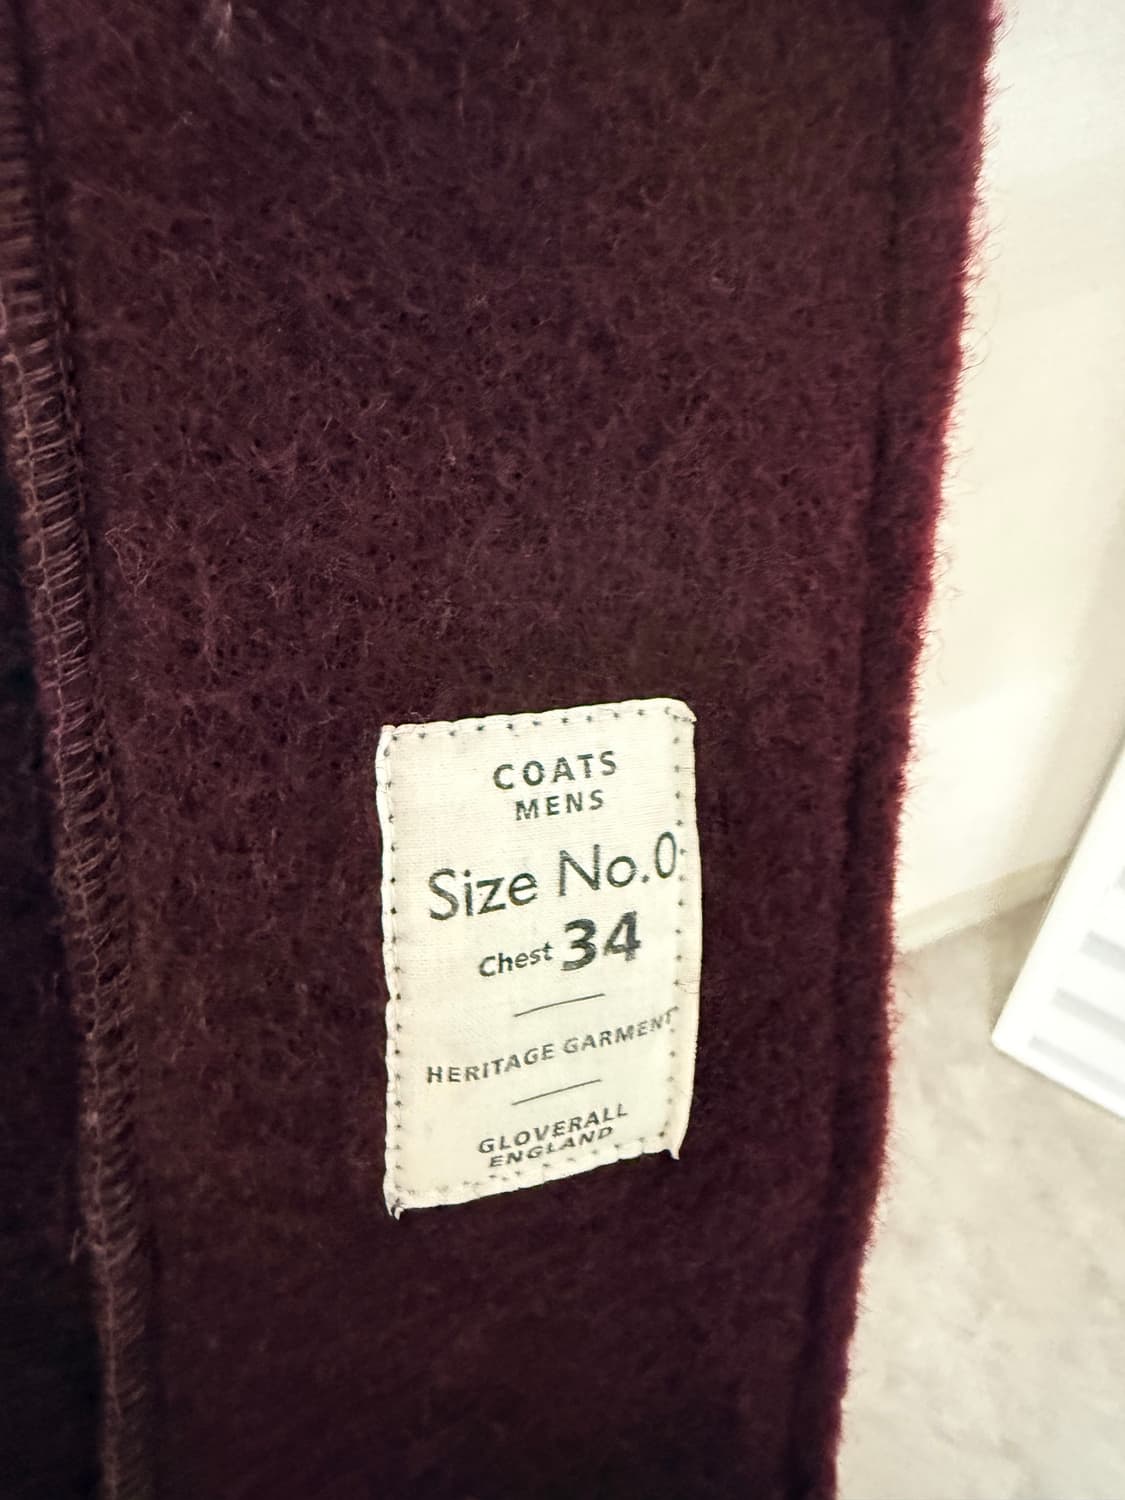 COATS
MENS
Size No.0
Chest 34
HERITAGE GARMENT
GLOVERALL
ENGLAND